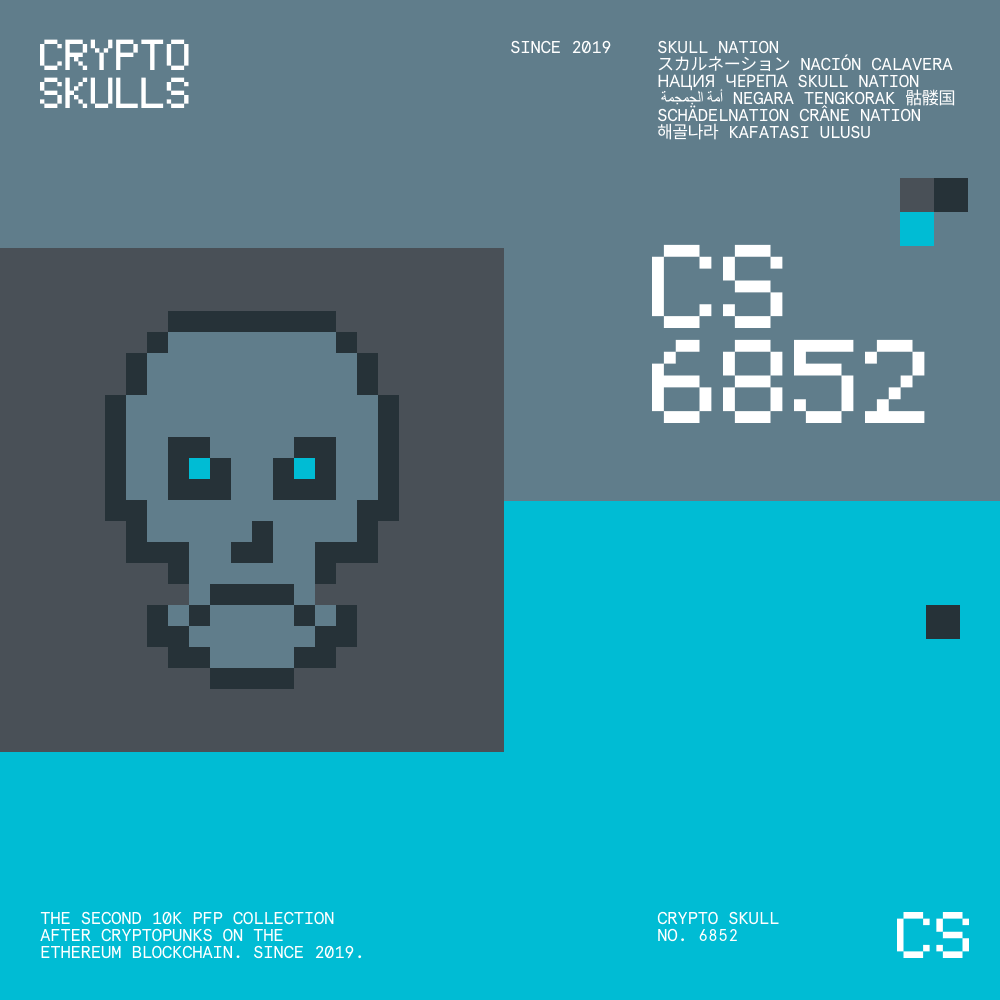 CRYPTO
SKULLS
SINCE 2019
SKULL NATION
スカルネーション NACIÓN CALAVERA
НАЦИЯ ЧЕРЕПА SKULL NATION
أمة الجمجمة NEGARA TENGKORAK 骷髅国
SCHÄDELNATION CRÂNE NATION
해골나라 KAFATASI ULUSU
CS
6852
THE SECOND 10K PFP COLLECTION
AFTER CRYPTOPUNKS ON THE
ETHEREUM BLOCKCHAIN. SINCE 2019.
CRYPTO SKULL
NO. 6852
CS